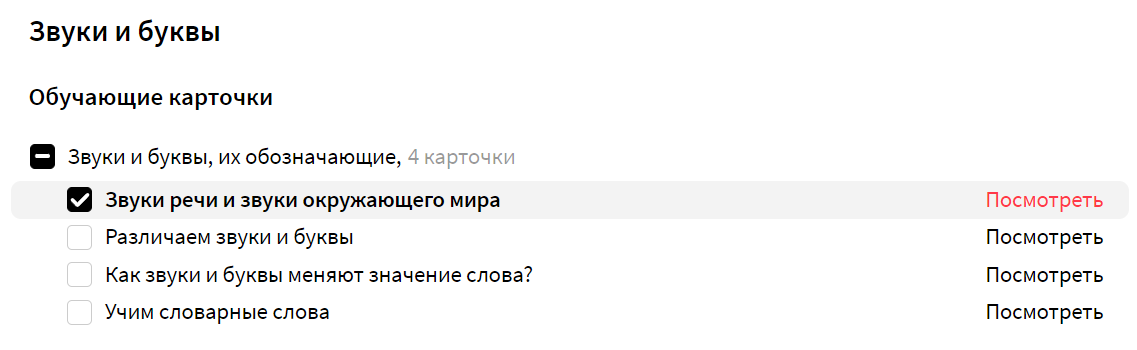 Звуки и буквы
Обучающие карточки
Звуки и буквы, их обозначающие, 4 карточки
Звуки речи и звуки окружающего мира Посмотреть
Различаем звуки и буквы Посмотреть
Как звуки и буквы меняют значение слова? Посмотреть
Учим словарные слова Посмотреть